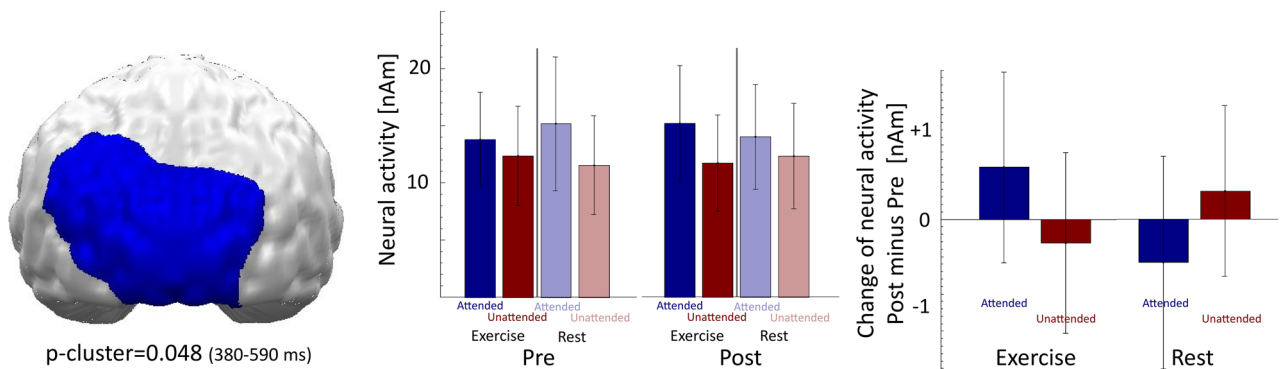 p-cluster=0.048 (380-590 ms)
Neural activity [nAm]
20
10
Attended
Unattended
Attended
Unattended
Exercise
Rest
Pre
Attended
Unattended
Attended
Unattended
Exercise
Rest
Post
Change of neural activity
Post minus Pre [nAm]
+1
0
-1
Attended
Unattended
Attended
Unattended
Exercise
Rest